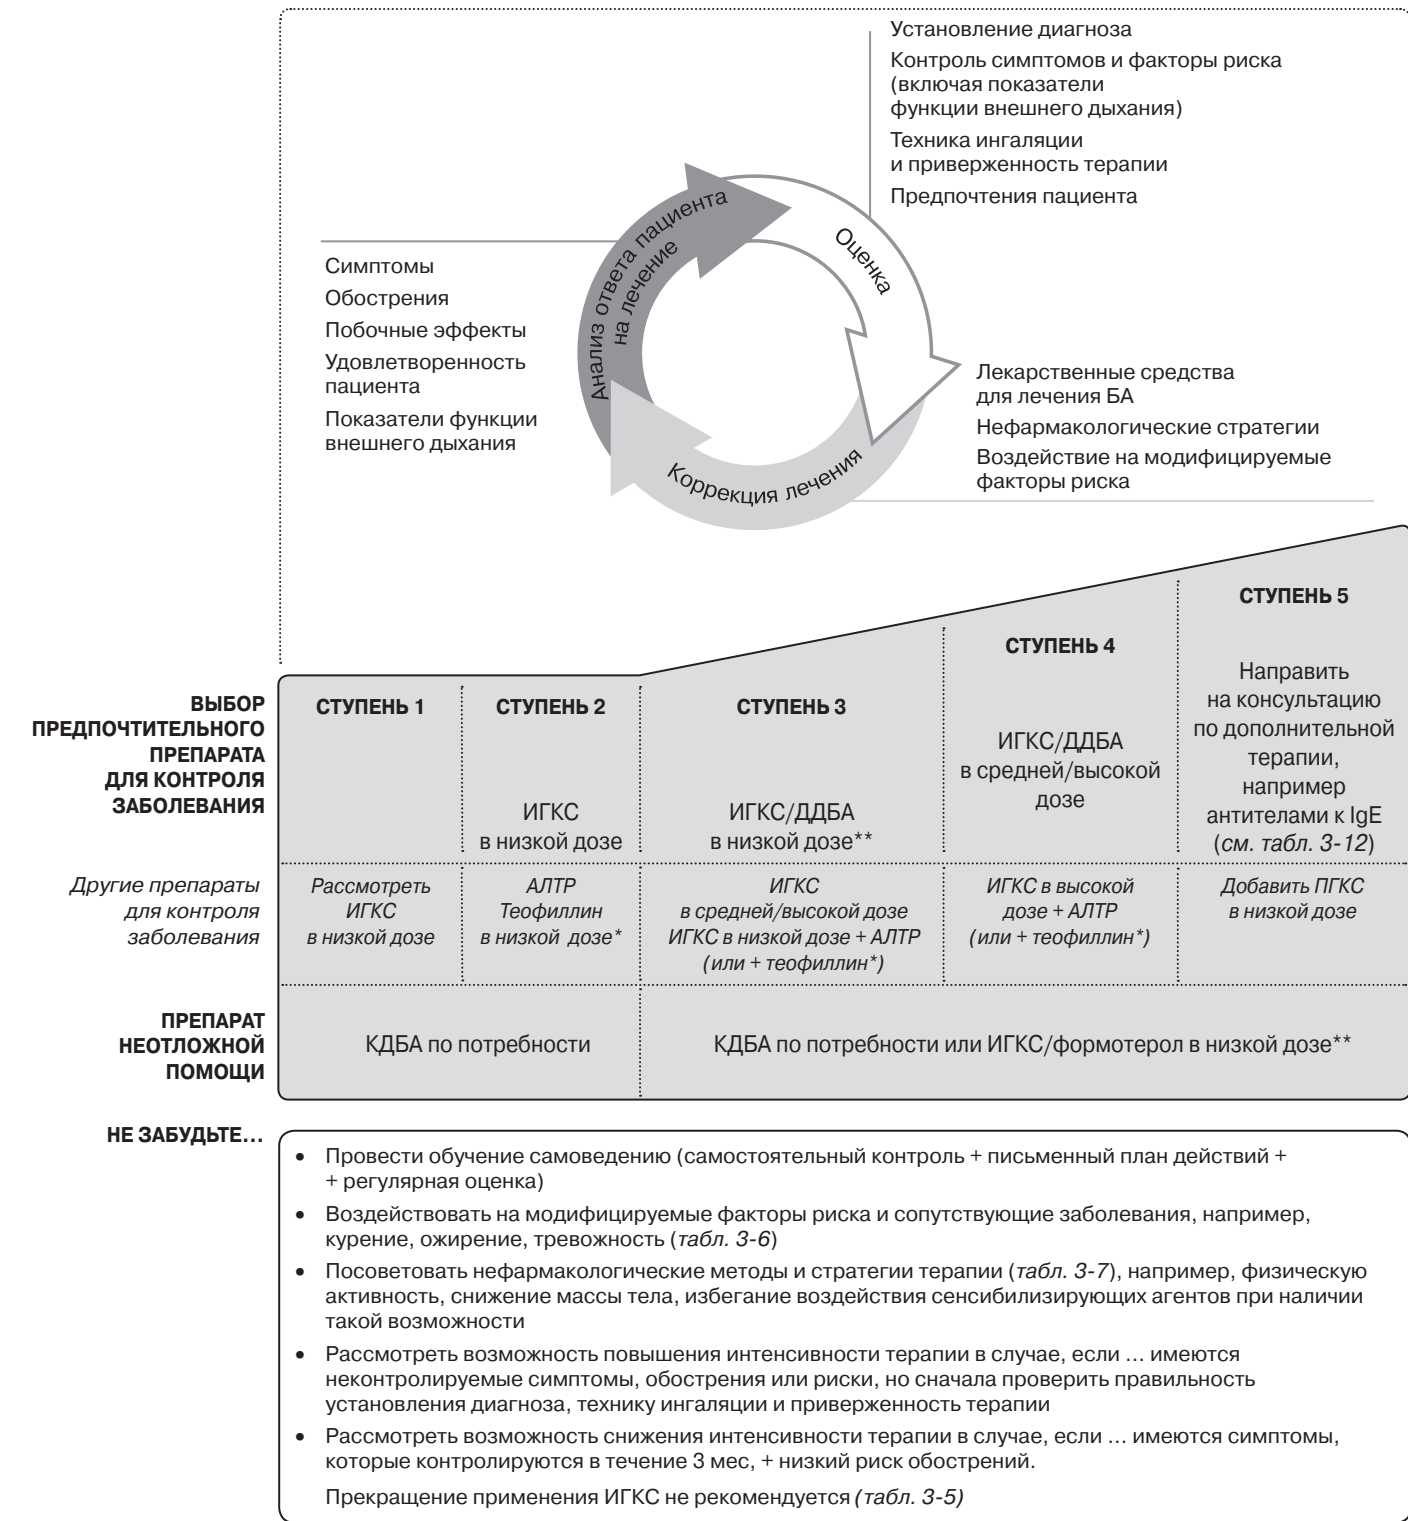 Установление диагноза
Контроль симптомов и факторы риска
(включая показатели
функции внешнего дыхания)
Техника ингаляции
и приверженность терапии
Предпочтения пациента
Анализ ответа пациента
на лечение
Оценка
Коррекция лечения
Симптомы
Обострения
Побочные эффекты
Удовлетворенность
пациента
Показатели функции
внешнего дыхания
Лекарственные средства
для лечения БА
Нефармакологические стратегии
Воздействие на модифицируемые
факторы риска
ВЫБОР
ПРЕДПОЧТИТЕЛЬНОГО
ПРЕПАРАТА
ДЛЯ КОНТРОЛЯ
ЗАБОЛЕВАНИЯ
СТУПЕНЬ 1
СТУПЕНЬ 2
ИГКС
в низкой дозе
СТУПЕНЬ 3
ИГКС/ДДБА
в низкой дозе**
СТУПЕНЬ 4
ИГКС/ДДБА
в средней/высокой
дозе
СТУПЕНЬ 5
Направить
на консультацию
по дополнительной
терапии,
например
антителами к IgE
(см. табл. 3-12)
Другие препараты
для контроля
заболевания
Рассмотреть
ИГКС
в низкой дозе
АЛТР
Теофиллин
в низкой дозе*
ИГКС
в средней/высокой дозе
ИГКС в низкой дозе + АЛТР
(или + теофиллин*)
ИГКС в высокой
дозе + АЛТР
(или + теофиллин*)
Добавить ПГКС
в низкой дозе
ПРЕПАРАТ
НЕОТЛОЖНОЙ
ПОМОЩИ
КДБА по потребности
КДБА по потребности или ИГКС/формотерол в низкой дозе**
НЕ ЗАБУДЬТЕ...
• Провести обучение самоведению (самостоятельный контроль + письменный план действий +
+ регулярная оценка)
• Воздействовать на модифицируемые факторы риска и сопутствующие заболевания, например,
курение, ожирение, тревожность (табл. 3-6)
• Посоветовать нефармакологические методы и стратегии терапии (табл. 3-7), например, физическую
активность, снижение массы тела, избегание воздействия сенсибилизирующих агентов при наличии
такой возможности
• Рассмотреть возможность повышения интенсивности терапии в случае, если ... имеются
неконтролируемые симптомы, обострения или риски, но сначала проверить правильность
установления диагноза, технику ингаляции и приверженность терапии
• Рассмотреть возможность снижения интенсивности терапии в случае, если ... имеются симптомы,
которые контролируются в течение 3 мес, + низкий риск обострений.
Прекращение применения ИГКС не рекомендуется (табл. 3-5)